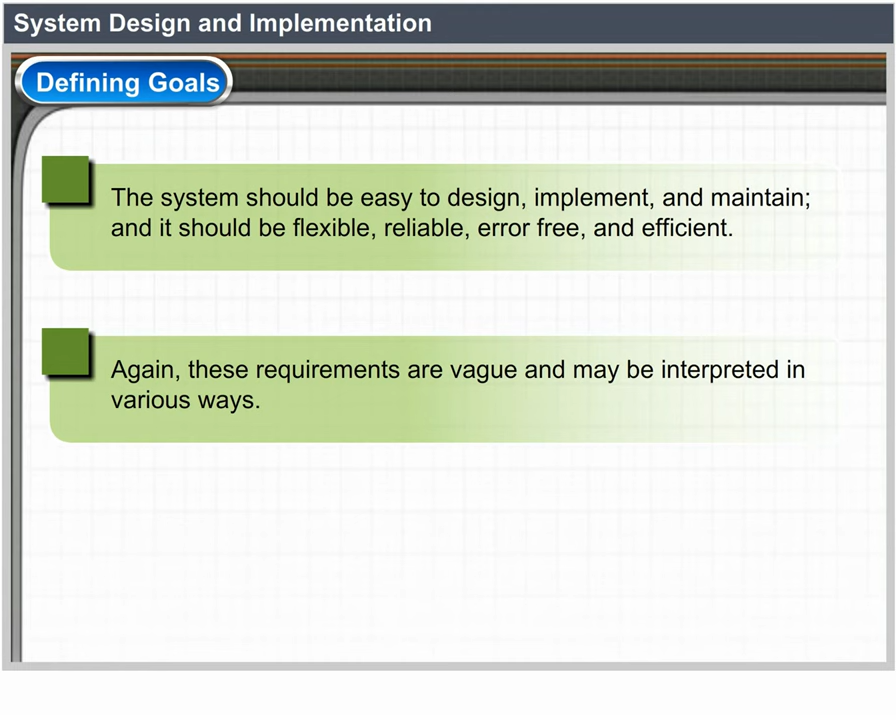 System Design and Implementation
Defining Goals
The system should be easy to design, implement, and maintain;
and it should be flexible, reliable, error free, and efficient.
Again, these requirements are vague and may be interpreted in
various ways.